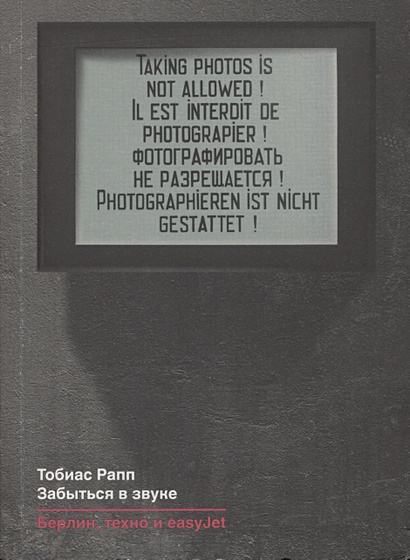 TAKING PHOTOS IS
NOT ALLOWED !
IL EST INTERDIT DE
PHOTOGRAPIER !
ФОТОГРАФИРОВАТЬ
НЕ РАЗРЕШАЕТСЯ !
PHOTOGRAPHIEREN IST NICHT
GESTATTET !
Тобиас Рапп
Забыться в звуке
Берлин, техно и easyJet